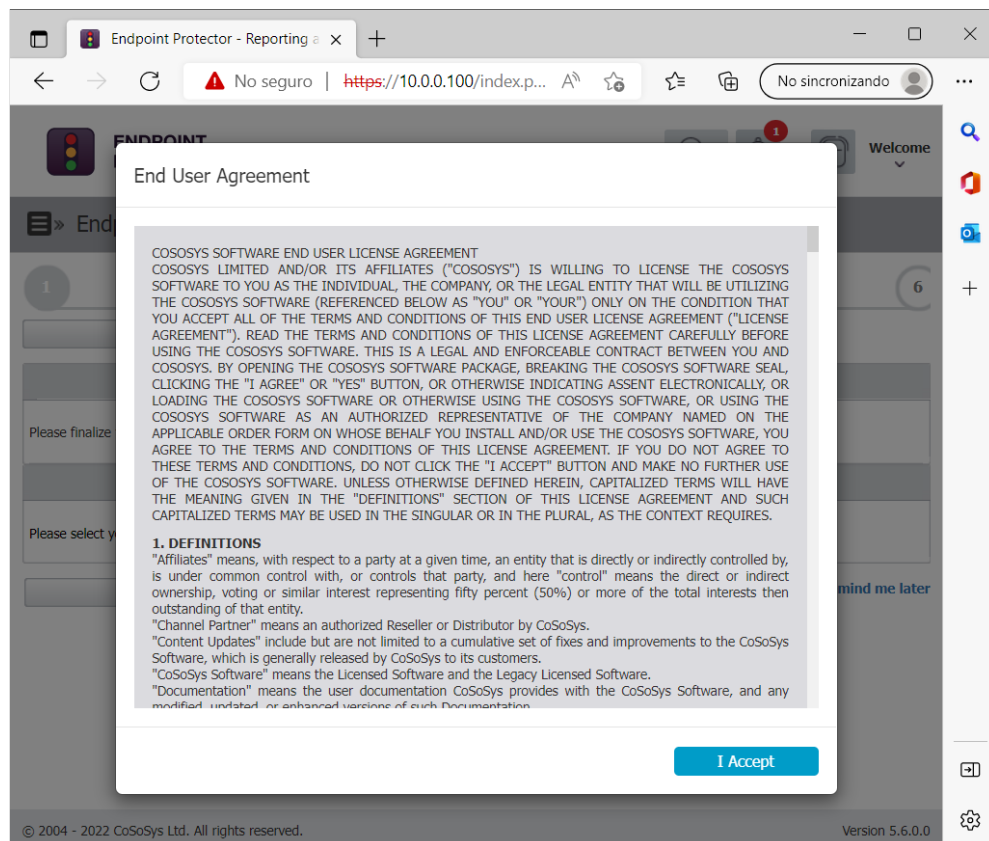 Endpoint Protector - Reporting a
No seguro | https://10.0.0.100/index.p...
No sincronizando
ENDPOINT
1
Welcome
End User Agreement
» Endp
1
6
COSOSYS SOFTWARE END USER LICENSE AGREEMENT
COSOSYS LIMITED AND/OR ITS AFFILIATES ("COSOSYS") IS WILLING TO LICENSE THE COSOSYS
SOFTWARE TO YOU AS THE INDIVIDUAL, THE COMPANY, OR THE LEGAL ENTITY THAT WILL BE UTILIZING
THE COSOSYS SOFTWARE (REFERENCED BELOW AS "YOU" OR "YOUR") ONLY ON THE CONDITION THAT
YOU ACCEPT ALL OF THE TERMS AND CONDITIONS OF THIS END USER LICENSE AGREEMENT ("LICENSE
AGREEMENT"). READ THE TERMS AND CONDITIONS OF THIS LICENSE AGREEMENT CAREFULLY BEFORE
USING THE COSOSYS SOFTWARE. THIS IS A LEGAL AND ENFORCEABLE CONTRACT BETWEEN YOU AND
COSOSYS. BY OPENING THE COSOSYS SOFTWARE PACKAGE, BREAKING THE COSOSYS SOFTWARE SEAL,
CLICKING THE "I AGREE" OR "YES" BUTTON, OR OTHERWISE INDICATING ASSENT ELECTRONICALLY, OR
LOADING THE COSOSYS SOFTWARE OR OTHERWISE USING THE COSOSYS SOFTWARE, OR USING THE
COSOSYS SOFTWARE AS AN AUTHORIZED REPRESENTATIVE OF THE COMPANY NAMED ON THE
APPLICABLE ORDER FORM ON WHOSE BEHALF YOU INSTALL AND/OR USE THE COSOSYS SOFTWARE, YOU
AGREE TO THE TERMS AND CONDITIONS OF THIS LICENSE AGREEMENT. IF YOU DO NOT AGREE TO
THESE TERMS AND CONDITIONS, DO NOT CLICK THE "I ACCEPT" BUTTON AND MAKE NO FURTHER USE
OF THE COSOSYS SOFTWARE. UNLESS OTHERWISE DEFINED HEREIN, CAPITALIZED TERMS WILL HAVE
THE MEANING GIVEN IN THE "DEFINITIONS" SECTION OF THIS LICENSE AGREEMENT AND SUCH
CAPITALIZED TERMS MAY BE USED IN THE SINGULAR OR IN THE PLURAL, AS THE CONTEXT REQUIRES.
1. DEFINITIONS
"Affiliates" means, with respect to a party at a given time, an entity that is directly or indirectly controlled by,
is under common control with, or controls that party, and here "control" means the direct or indirect
ownership, voting or similar interest representing fifty percent (50%) or more of the total interests then
outstanding of that entity.
"Channel Partner" means an authorized Reseller or Distributor by CoSoSys.
"Content Updates" include but are not limited to a cumulative set of fixes and improvements to the CoSoSys
Software, which is generally released by CoSoSys to its customers.
"CoSoSys Software" means the Licensed Software and the Legacy Licensed Software.
"Documentation" means the user documentation CoSoSys provides with the CoSoSys Software, and any
modified, updated, or enhanced versions of such Documentation.
Please finalize
Please select y
mind me later
I Accept
© 2004 - 2022 CoSoSys Ltd. All rights reserved.
Version 5.6.0.0